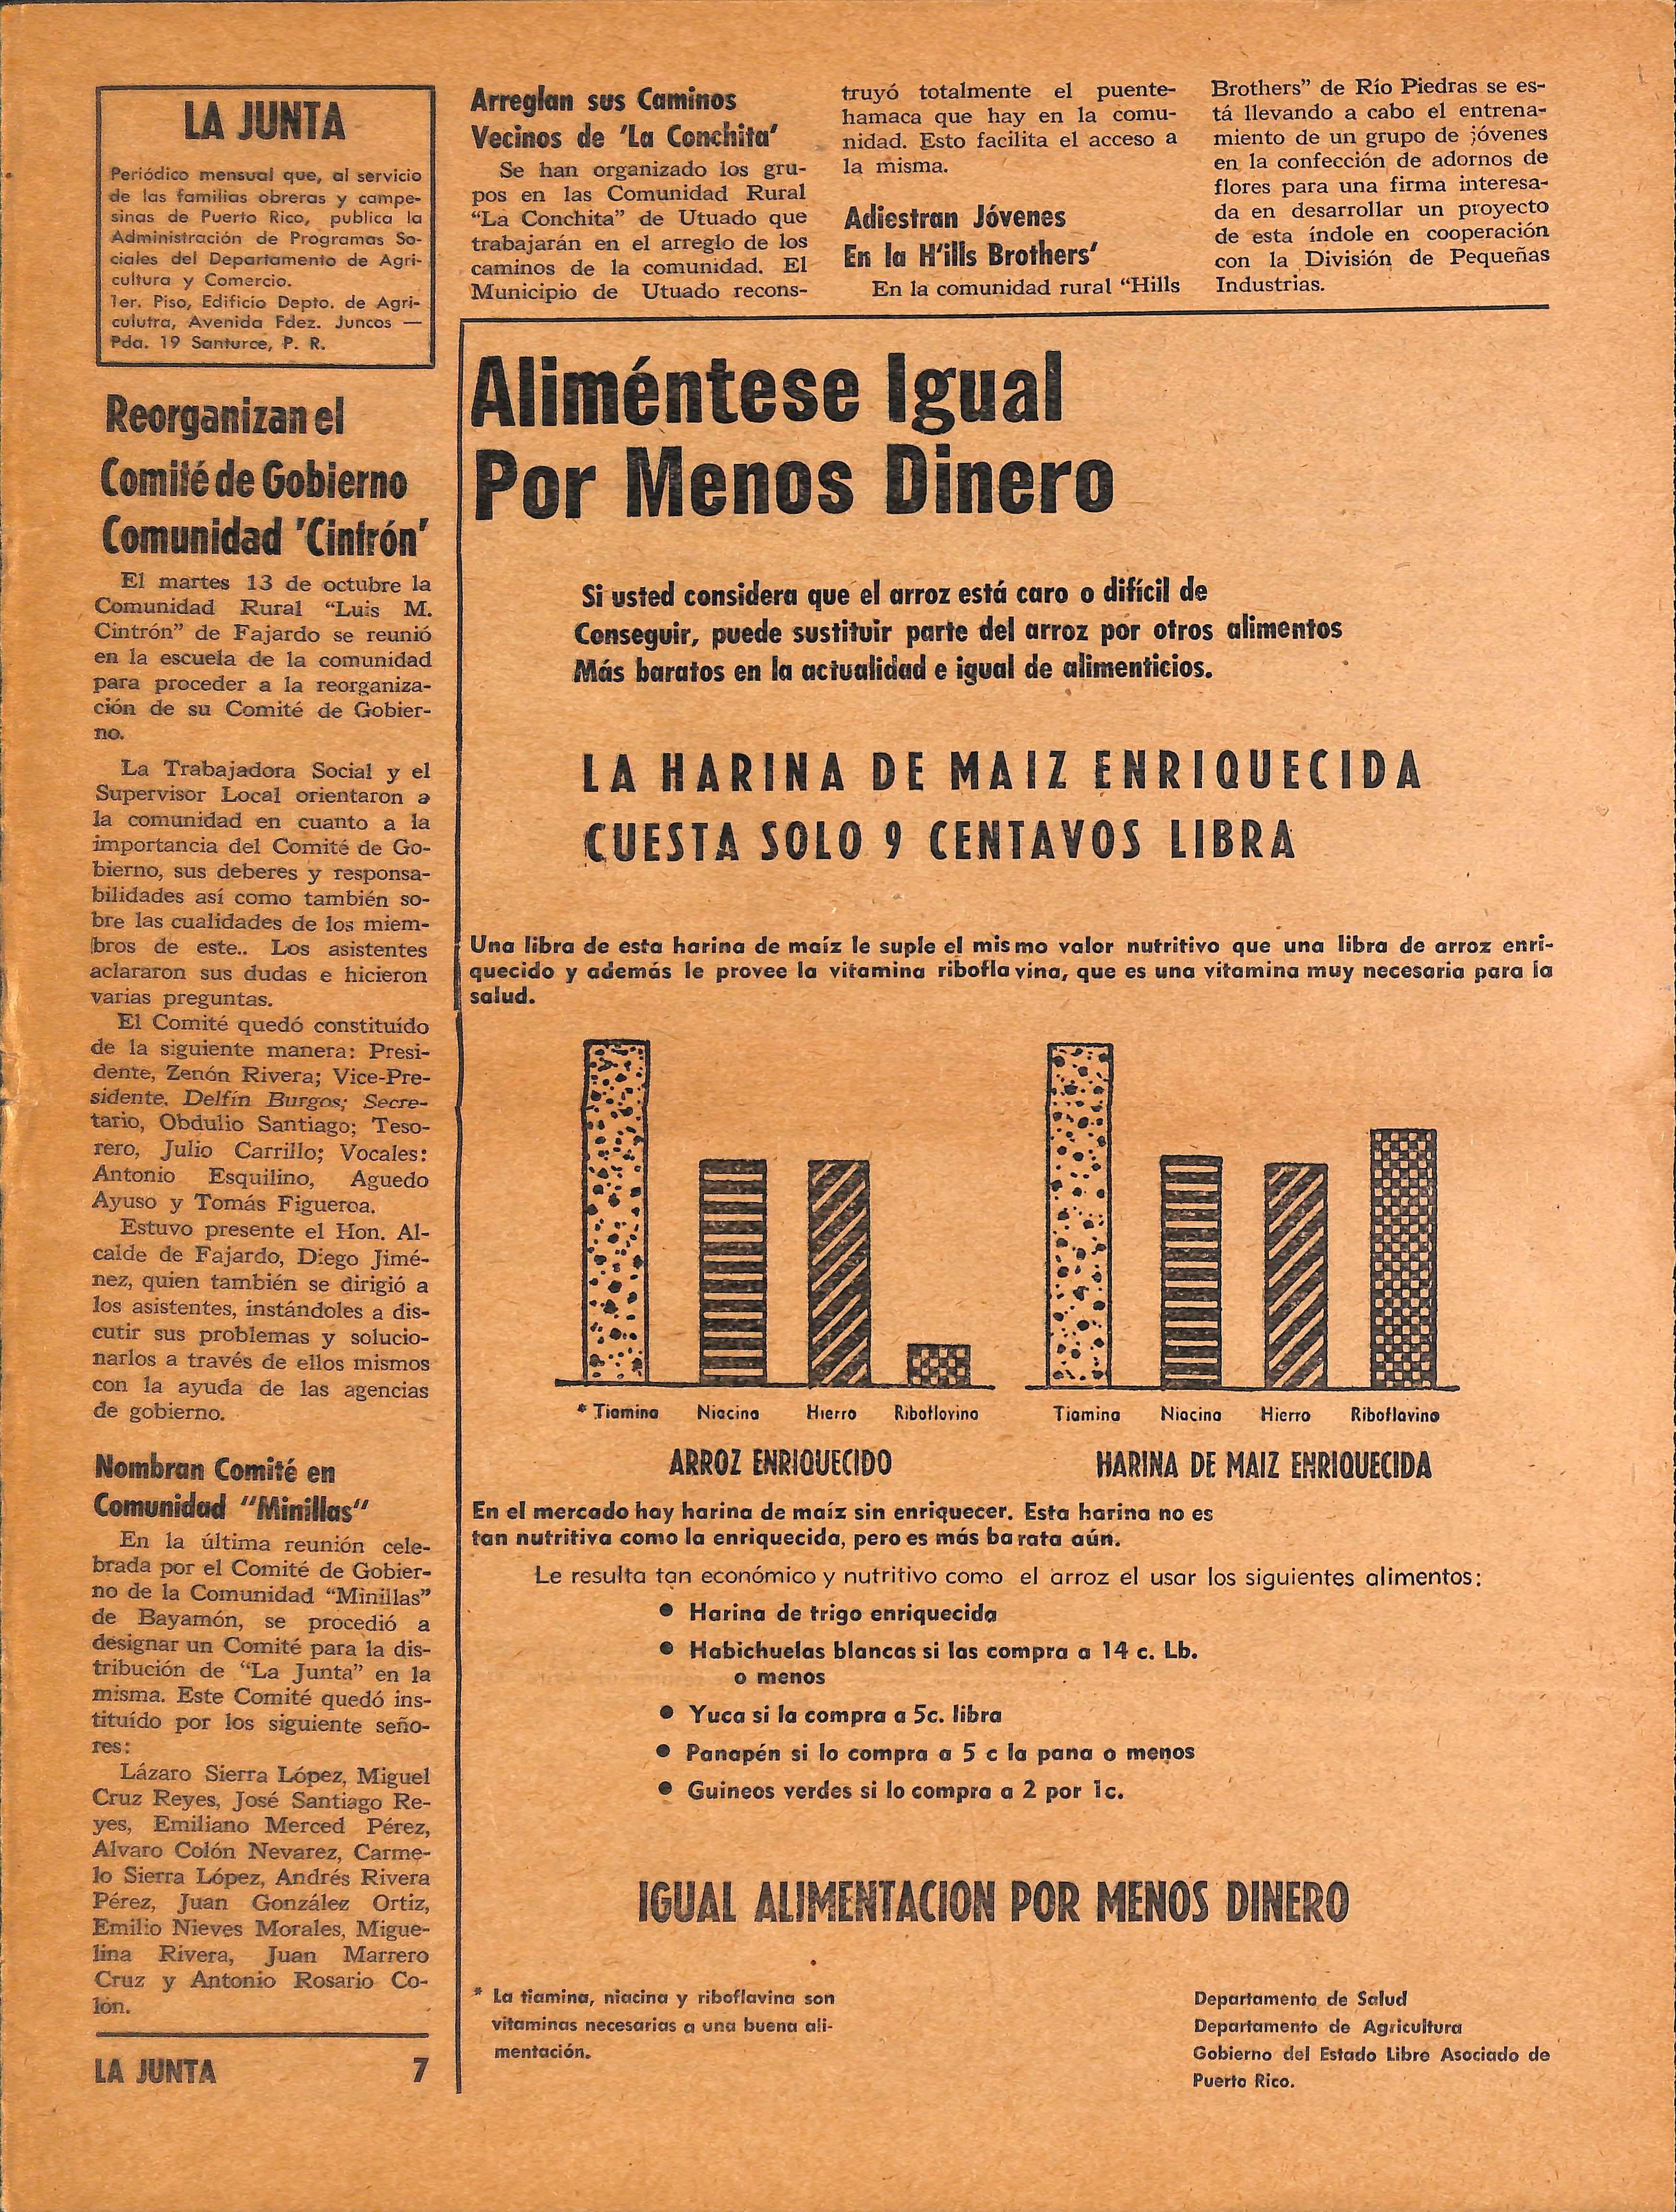 LA JUNTA
Periódico mensual que, al servicio
de las familias obreras y campe-
sinas de Puerto Rico, publica la
Administración de Programas So-
ciales del Departamento de Agri-
cultura y Comercio.
1er. Piso, Edificio Depto. de Agri-
culutra, Avenida Fdez. Juncos —
Pda. 19 Santurce, P. R.
Reorganizan el
Comité de Gobierno
Comunidad 'Cintrón'
El martes 13 de octubre la
Comunidad Rural "Luis M.
Cintrón" de Fajardo se reunió
en la escuela de la comunidad
para proceder a la reorganiza-
ción de su Comité de Gobier-
no.
La Trabajadora Social y el
Supervisor Local orientaron a
la comunidad en cuanto a la
importancia del Comité de Go-
bierno, sus deberes y responsa-
bilidades así como también so-
bre las cualidades de los miem-
bros de este.. Los asistentes
aclararon sus dudas e hicieron
varias preguntas.
El Comité quedó constituído
de la siguiente manera: Presi-
dente, Zenón Rivera; Vice-Pre-
sidente, Delfín Burgos; Secre-
tario, Obdulio Santiago; Teso-
rero, Julio Carrillo; Vocales:
Antonio Esquilino, Aguedo
Ayuso y Tomás Figueroa.
Estuvo presente el Hon. Al-
calde de Fajardo, Diego Jimé-
nez, quien también se dirigió a
los asistentes, instándoles a dis-
cutir sus problemas y solucio-
narlos a través de ellos mismos
con la ayuda de las agencias
de gobierno.
Nombran Comité en
Comunidad "Minillas"
En la última reunión cele-
brada por el Comité de Gobier-
no de la Comunidad "Minillas"
de Bayamón, se procedió a
designar un Comité para la dis-
tribución de "La Junta" en la
misma. Este Comité quedó ins-
tituído por los siguiente seño-
res:
Lázaro Sierra López, Miguel
Cruz Reyes, José Santiago Re-
yes, Emiliano Merced Pérez,
Alvaro Colón Nevarez, Carme-
lo Sierra López, Andrés Rivera
Pérez, Juan González Ortiz,
Emilio Nieves Morales, Migue-
lina Rivera, Juan Marrero
Cruz y Antonio Rosario Co-
lón.
LA JUNTA 7
Arreglan sus Caminos
Vecinos de 'La Conchita'
Se han organizado los gru-
pos en las Comunidad Rural
"La Conchita" de Utuado que
trabajarán en el arreglo de los
caminos de la comunidad. El
Municipio de Utuado recons-
truyó totalmente el puente-
hamaca que hay en la comu-
nidad. Esto facilita el acceso a
la misma.
Adiestran Jóvenes
En la H'ills Brothers'
En la comunidad rural "Hills
Brothers" de Río Piedras se es-
tá llevando a cabo el entrena-
miento de un grupo de jóvenes
en la confección de adornos de
flores para una firma interesa-
da en desarrollar un proyecto
de esta índole en cooperación
con la División de Pequeñas
Industrias.
Aliméntese Igual
Por Menos Dinero
Si usted considera que el arroz está caro o difícil de
Conseguir, puede sustituir parte del arroz por otros alimentos
Más baratos en la actualidad e igual de alimenticios.
LA HARINA DE MAIZ ENRIQUECIDA
CUESTA SOLO 9 CENTAVOS LIBRA
Una libra de esta harina de maíz le suple el mismo valor nutritivo que una libra de arroz enri-
quecido y además le provee la vitamina riboflavina, que es una vitamina muy necesaria para la
salud.
* Tiamina Niacina Hierro Riboflavina
Tiamina Niacina Hierro Riboflavina
ARROZ ENRIQUECIDO
HARINA DE MAIZ ENRIQUECIDA
En el mercado hay harina de maíz sin enriquecer. Esta harina no es
tan nutritiva como la enriquecida, pero es más barata aún.
Le resulta tan económico y nutritivo como el arroz el usar los siguientes alimentos:
● Harina de trigo enriquecida
● Habichuelas blancas si las compra a 14 c. Lb.
o menos
● Yuca si la compra a 5c. libra
● Panapén si lo compra a 5 c la pana o menos
● Guineos verdes si lo compra a 2 por 1c.
IGUAL ALIMENTACION POR MENOS DINERO
* La tiamina, niacina y riboflavina son
vitaminas necesarias a una buena ali-
mentación.
Departamento de Salud
Departamento de Agricultura
Gobierno del Estado Libre Asociado de
Puerto Rico.